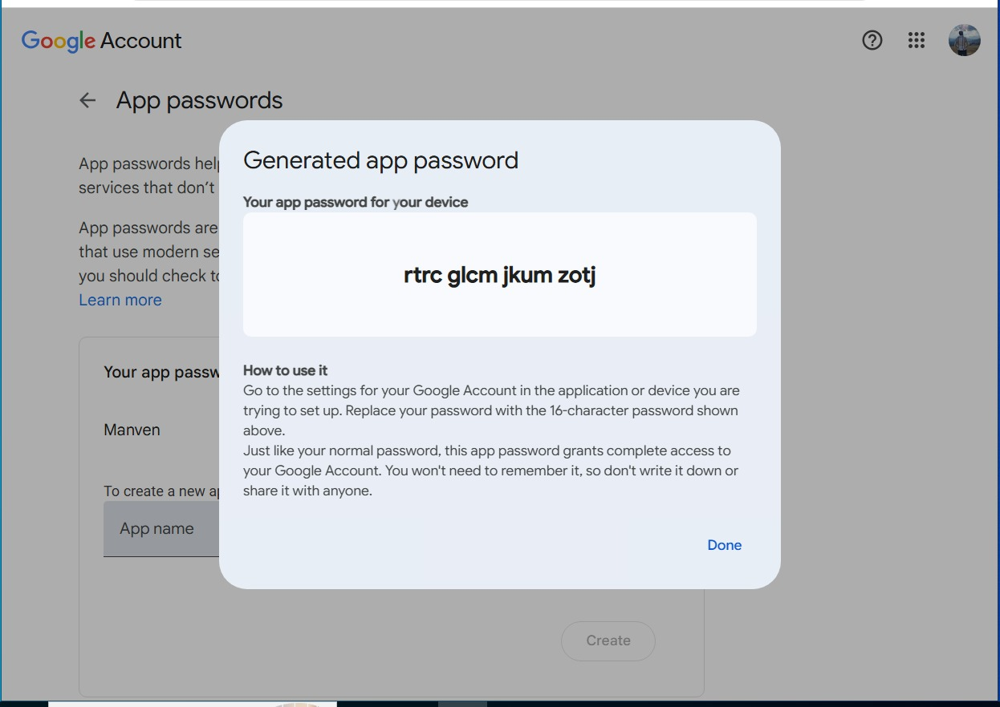 Google Account
App passwords
App passwords help
services that don't
App passwords are
that use modern se
you should check to
Learn more
Your app passw
Manven
To create a new ap
App name
Create
Generated app password
Your app password for your device
rtrc glcm jkum zotj
How to use it
Go to the settings for your Google Account in the application or device you are
trying to set up. Replace your password with the 16-character password shown
above.
Just like your normal password, this app password grants complete access to
your Google Account. You won't need to remember it, so don't write it down or
share it with anyone.
Done